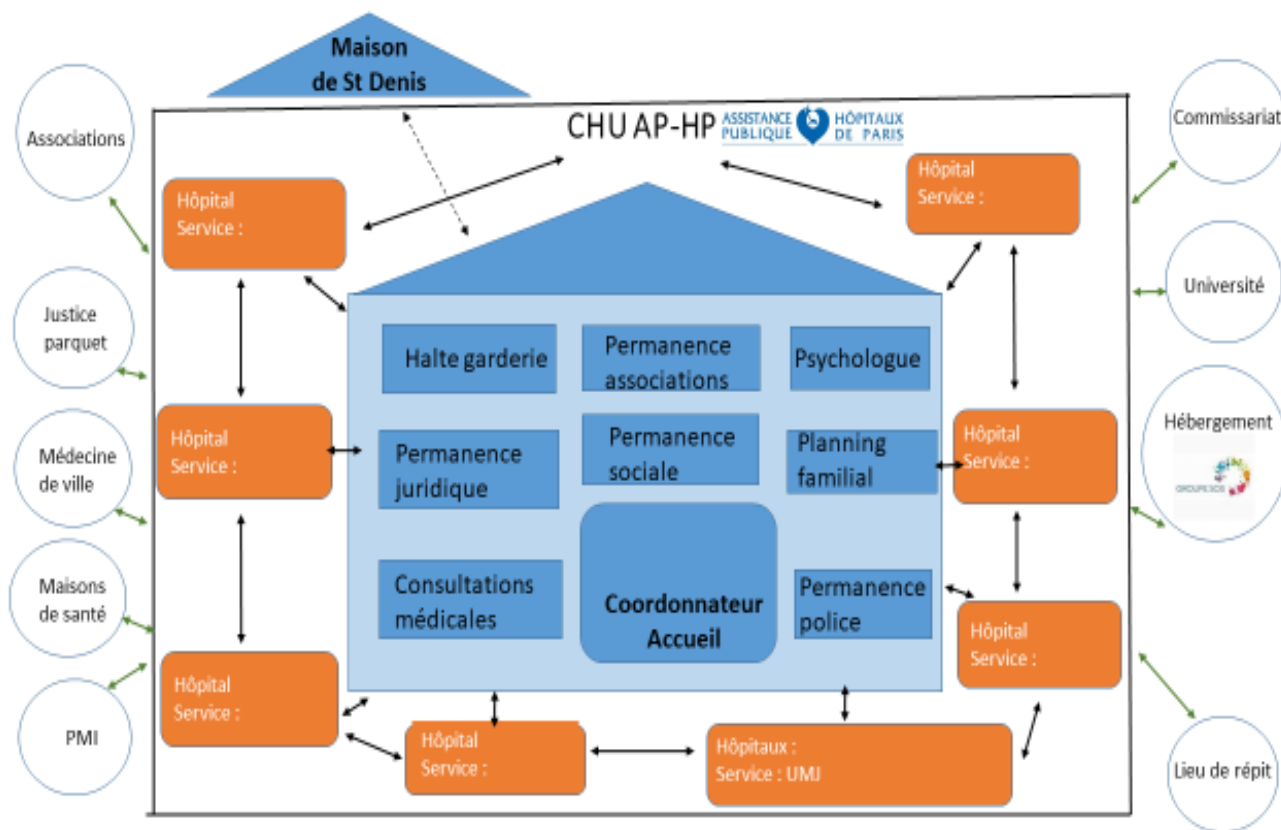 Maison
de St Denis
CHU AP-HP
ASSISTANCE
PUBLIQUE
HÔPITAUX
DE PARIS
Associations
Justice
parquet
Médecine
de ville
Maisons
de santé
PMI
Hôpital
Service :
Hôpital
Service :
Hôpital
Service :
Hôpital
Service :
Hôpitaux :
Service : UMJ
Hôpital
Service :
Hôpital
Service :
Hôpital
Service :
Halte garderie
Permanence
associations
Psychologue
Permanence
juridique
Permanence
sociale
Planning
familial
Consultations
médicales
Coordonnateur
Accueil
Permanence
police
Commissariat
Université
Hébergement
GROUPE SOS
Lieu de répit